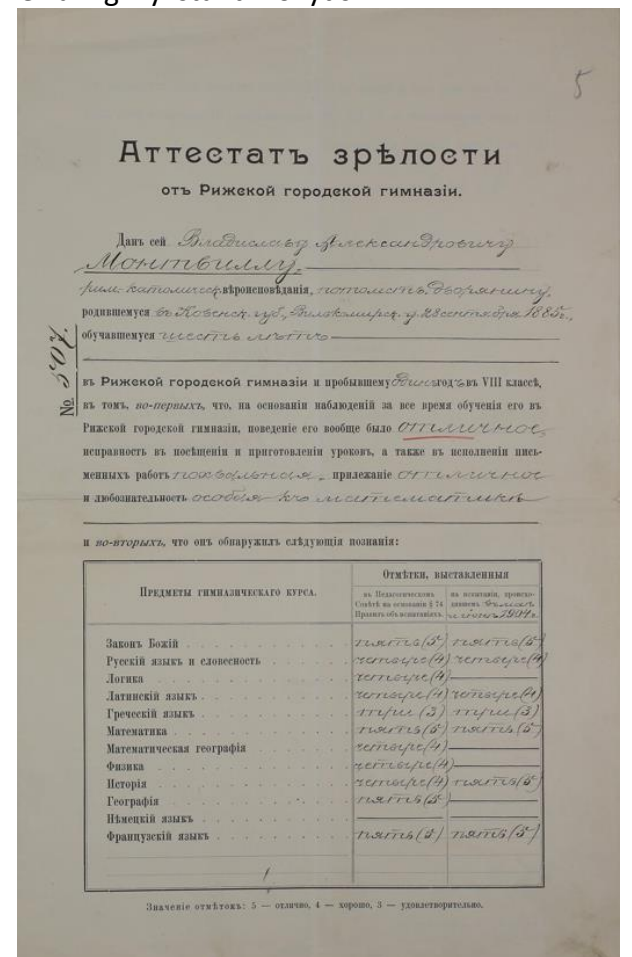 5
Аттестатъ зрѣлости
отъ Рижской городской гимназіи.
Данъ сей Владиславу Александровичу
Монтвиллу,
рим.-католическ. вѣроисповѣданія, потомств. дворянину,
родившемуся въ Ковенск. губ., Вилкомирск. у. 28 сентября 1885 г.,
обучавшемуся шесть лѣтъ
№ 507.
въ Рижской городской гимназіи и пробывшему одинъ годъ въ VIII классѣ,
въ томъ, во-первыхъ, что, на основаніи наблюденій за все время обученія его въ
Рижской городской гимназіи, поведеніе его вообще было отличное,
исправность въ посѣщеніи и приготовленіи уроковъ, а также въ исполненіи пись-
менныхъ работъ похвальная, прилежаніе отличное
и любознательность особая къ математикѣ
и во-вторыхъ, что онъ обнаружилъ слѣдующія познанія:
Предметы гимназическаго курса.
Отмѣтки, выставленныя
въ Педагогическомъ Совѣтѣ на основаніи § 74 Правилъ объ испытаніяхъ.
на испытаніи, происхо-
дившемъ въ маѣ
и іюнѣ 1904 г.
Законъ Божій пять (5) пять (5)
Русскій языкъ и словесность четыре (4) четыре (4)
Логика четыре (4)
Латинскій языкъ четыре (4) четыре (4)
Греческій языкъ три (3) три (3)
Математика пять (5) пять (5)
Математическая географія четыре (4)
Физика четыре (4)
Исторія четыре (4) пять (5)
Географія пять (5)
Нѣмецкій языкъ
Французскій языкъ пять (5) пять (5)
Значеніе отмѣтокъ: 5 — отлично, 4 — хорошо, 3 — удовлетворительно.